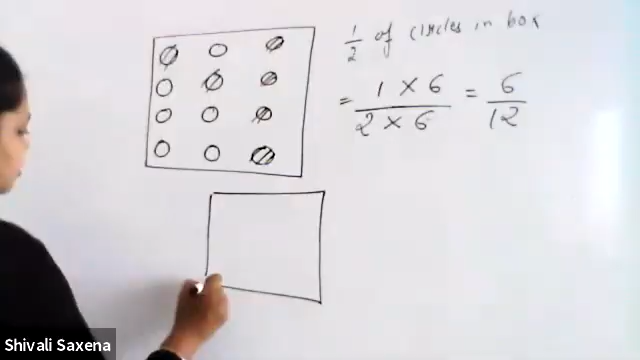 1/2 of circles in box
= 1 × 6 / 2 × 6 = 6/12
Shivali Saxena